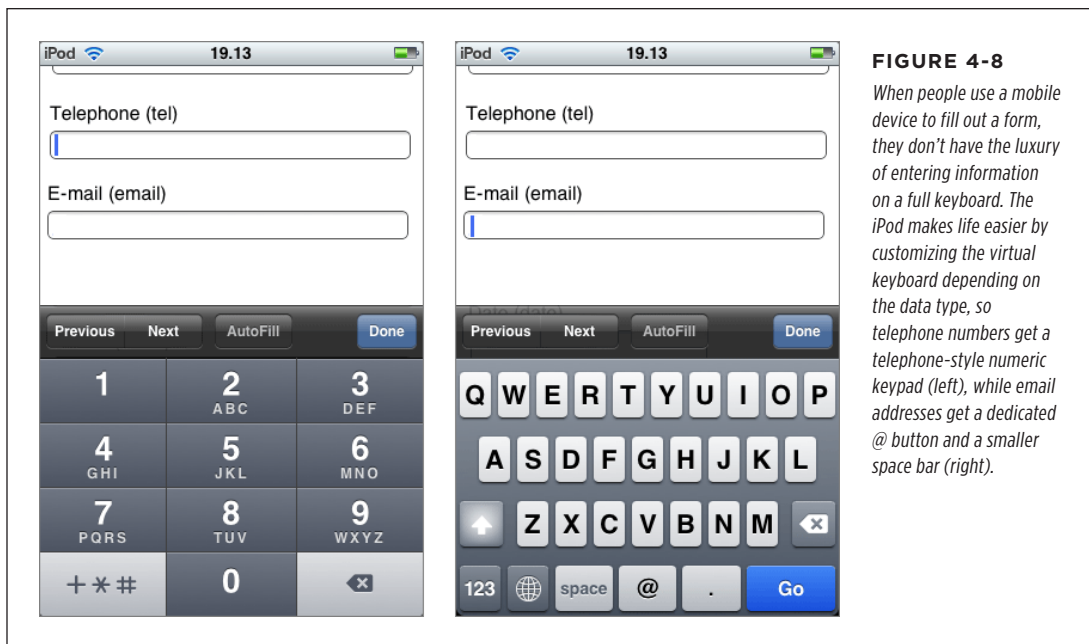 iPod 19.13
Telephone (tel)
E-mail (email)
Previous Next AutoFill Done
1 2 ABC 3 DEF
4 GHI 5 JKL 6 MNO
7 PQRS 8 TUV 9 WXYZ
+*# 0
iPod 19.13
Telephone (tel)
E-mail (email)
Date (date)
Previous Next AutoFill Done
Q W E R T Y U I O P
A S D F G H J K L
Z X C V B N M
123 space @ . Go
FIGURE 4-8
When people use a mobile
device to fill out a form,
they don't have the luxury
of entering information
on a full keyboard. The
iPod makes life easier by
customizing the virtual
keyboard depending on
the data type, so
telephone numbers get a
telephone-style numeric
keypad (left), while email
addresses get a dedicated
@ button and a smaller
space bar (right).